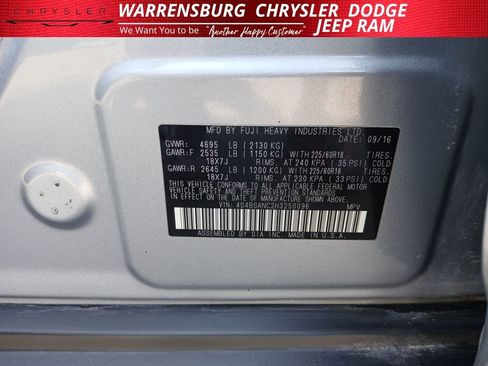 CHRYSLER
WARRENSBURG CHRYSLER DODGE
JEEP RAM
We Want You to be "Another Happy Customer"
MFD BY FUJI HEAVY INDUSTRIES LTD.
DATE: 09/16
GVWR: 4695 LB (2130 KG)
GAWR:F 2535 LB (1150 KG) WITH 225/60R18 TIRES.
18X7J RIMS. AT 240 KPA (35 PSI) COLD
GAWR:R 2645 LB (1200 KG) WITH 225/60R18 TIRES.
18X7J RIMS. AT 230 KPA (33 PSI) COLD
THIS VEHICLE CONFORMS TO ALL APPLICABLE FEDERAL MOTOR
VEHICLE SAFETY AND THEFT PREVENTION STANDARDS IN EFFECT
ON THE DATE OF MANUFACTURE SHOWN ABOVE.
VIN: 4S4BSANC2H3250096 MPV
ASSEMBLED BY SIA INC. MADE IN U.S.A.